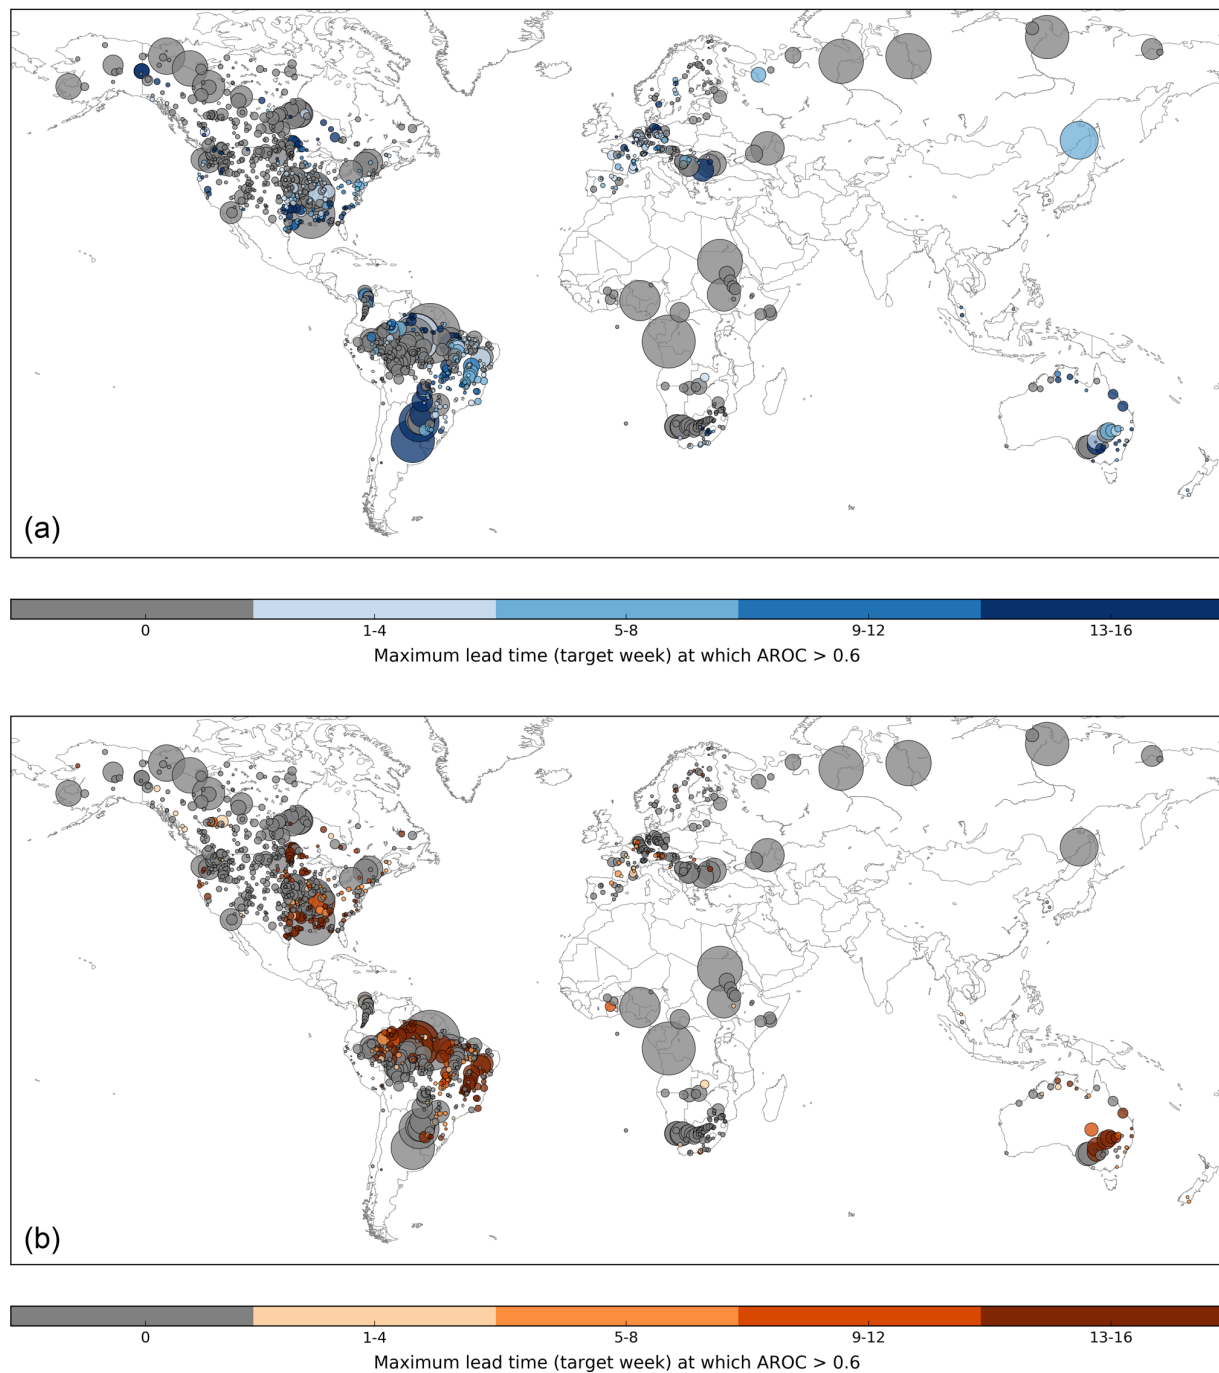 (a)
0 1-4 5-8 9-12 13-16
Maximum lead time (target week) at which AROC > 0.6
(b)
0 1-4 5-8 9-12 13-16
Maximum lead time (target week) at which AROC > 0.6